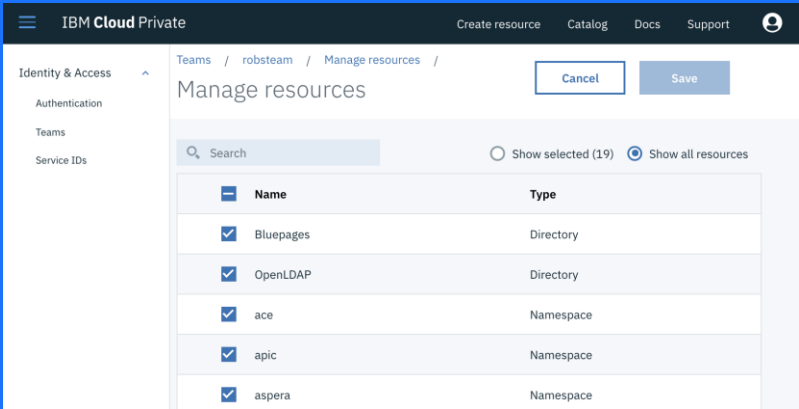 IBM Cloud Private
Create resource Catalog Docs Support
Identity & Access
Authentication
Teams
Service IDs
Teams / robsteam / Manage resources /
Manage resources
Cancel
Save
Search
Show selected (19)
Show all resources
Name Type
Bluepages Directory
OpenLDAP Directory
ace Namespace
apic Namespace
aspera Namespace